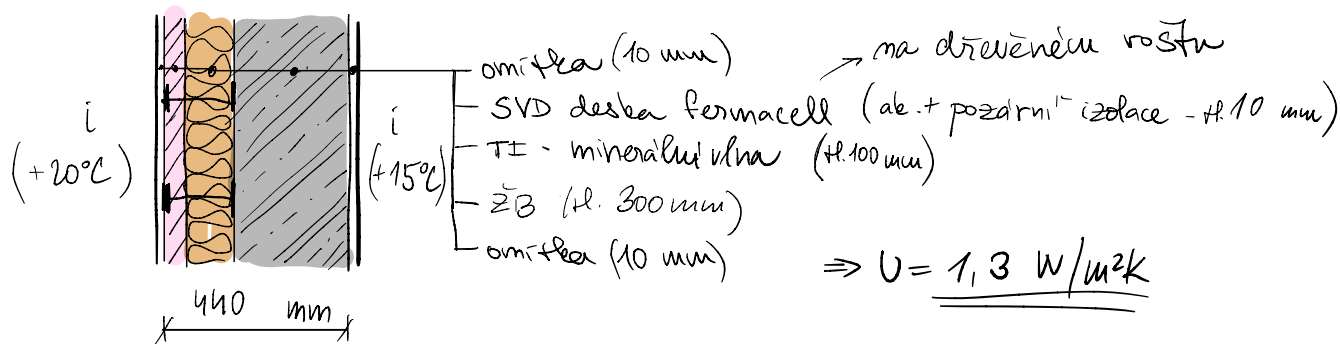 omítka (10 mm)
na dřevěném roštu
SVD deska fermacell (ak. + požární izolace - tl. 10 mm)
TI - minerální vlna (tl. 100 mm)
ŽB (tl. 300 mm)
omítka (10 mm)
i
(+20°C)
i
(+15°C)
⇒ U = 1,3 W/m²K
440 mm